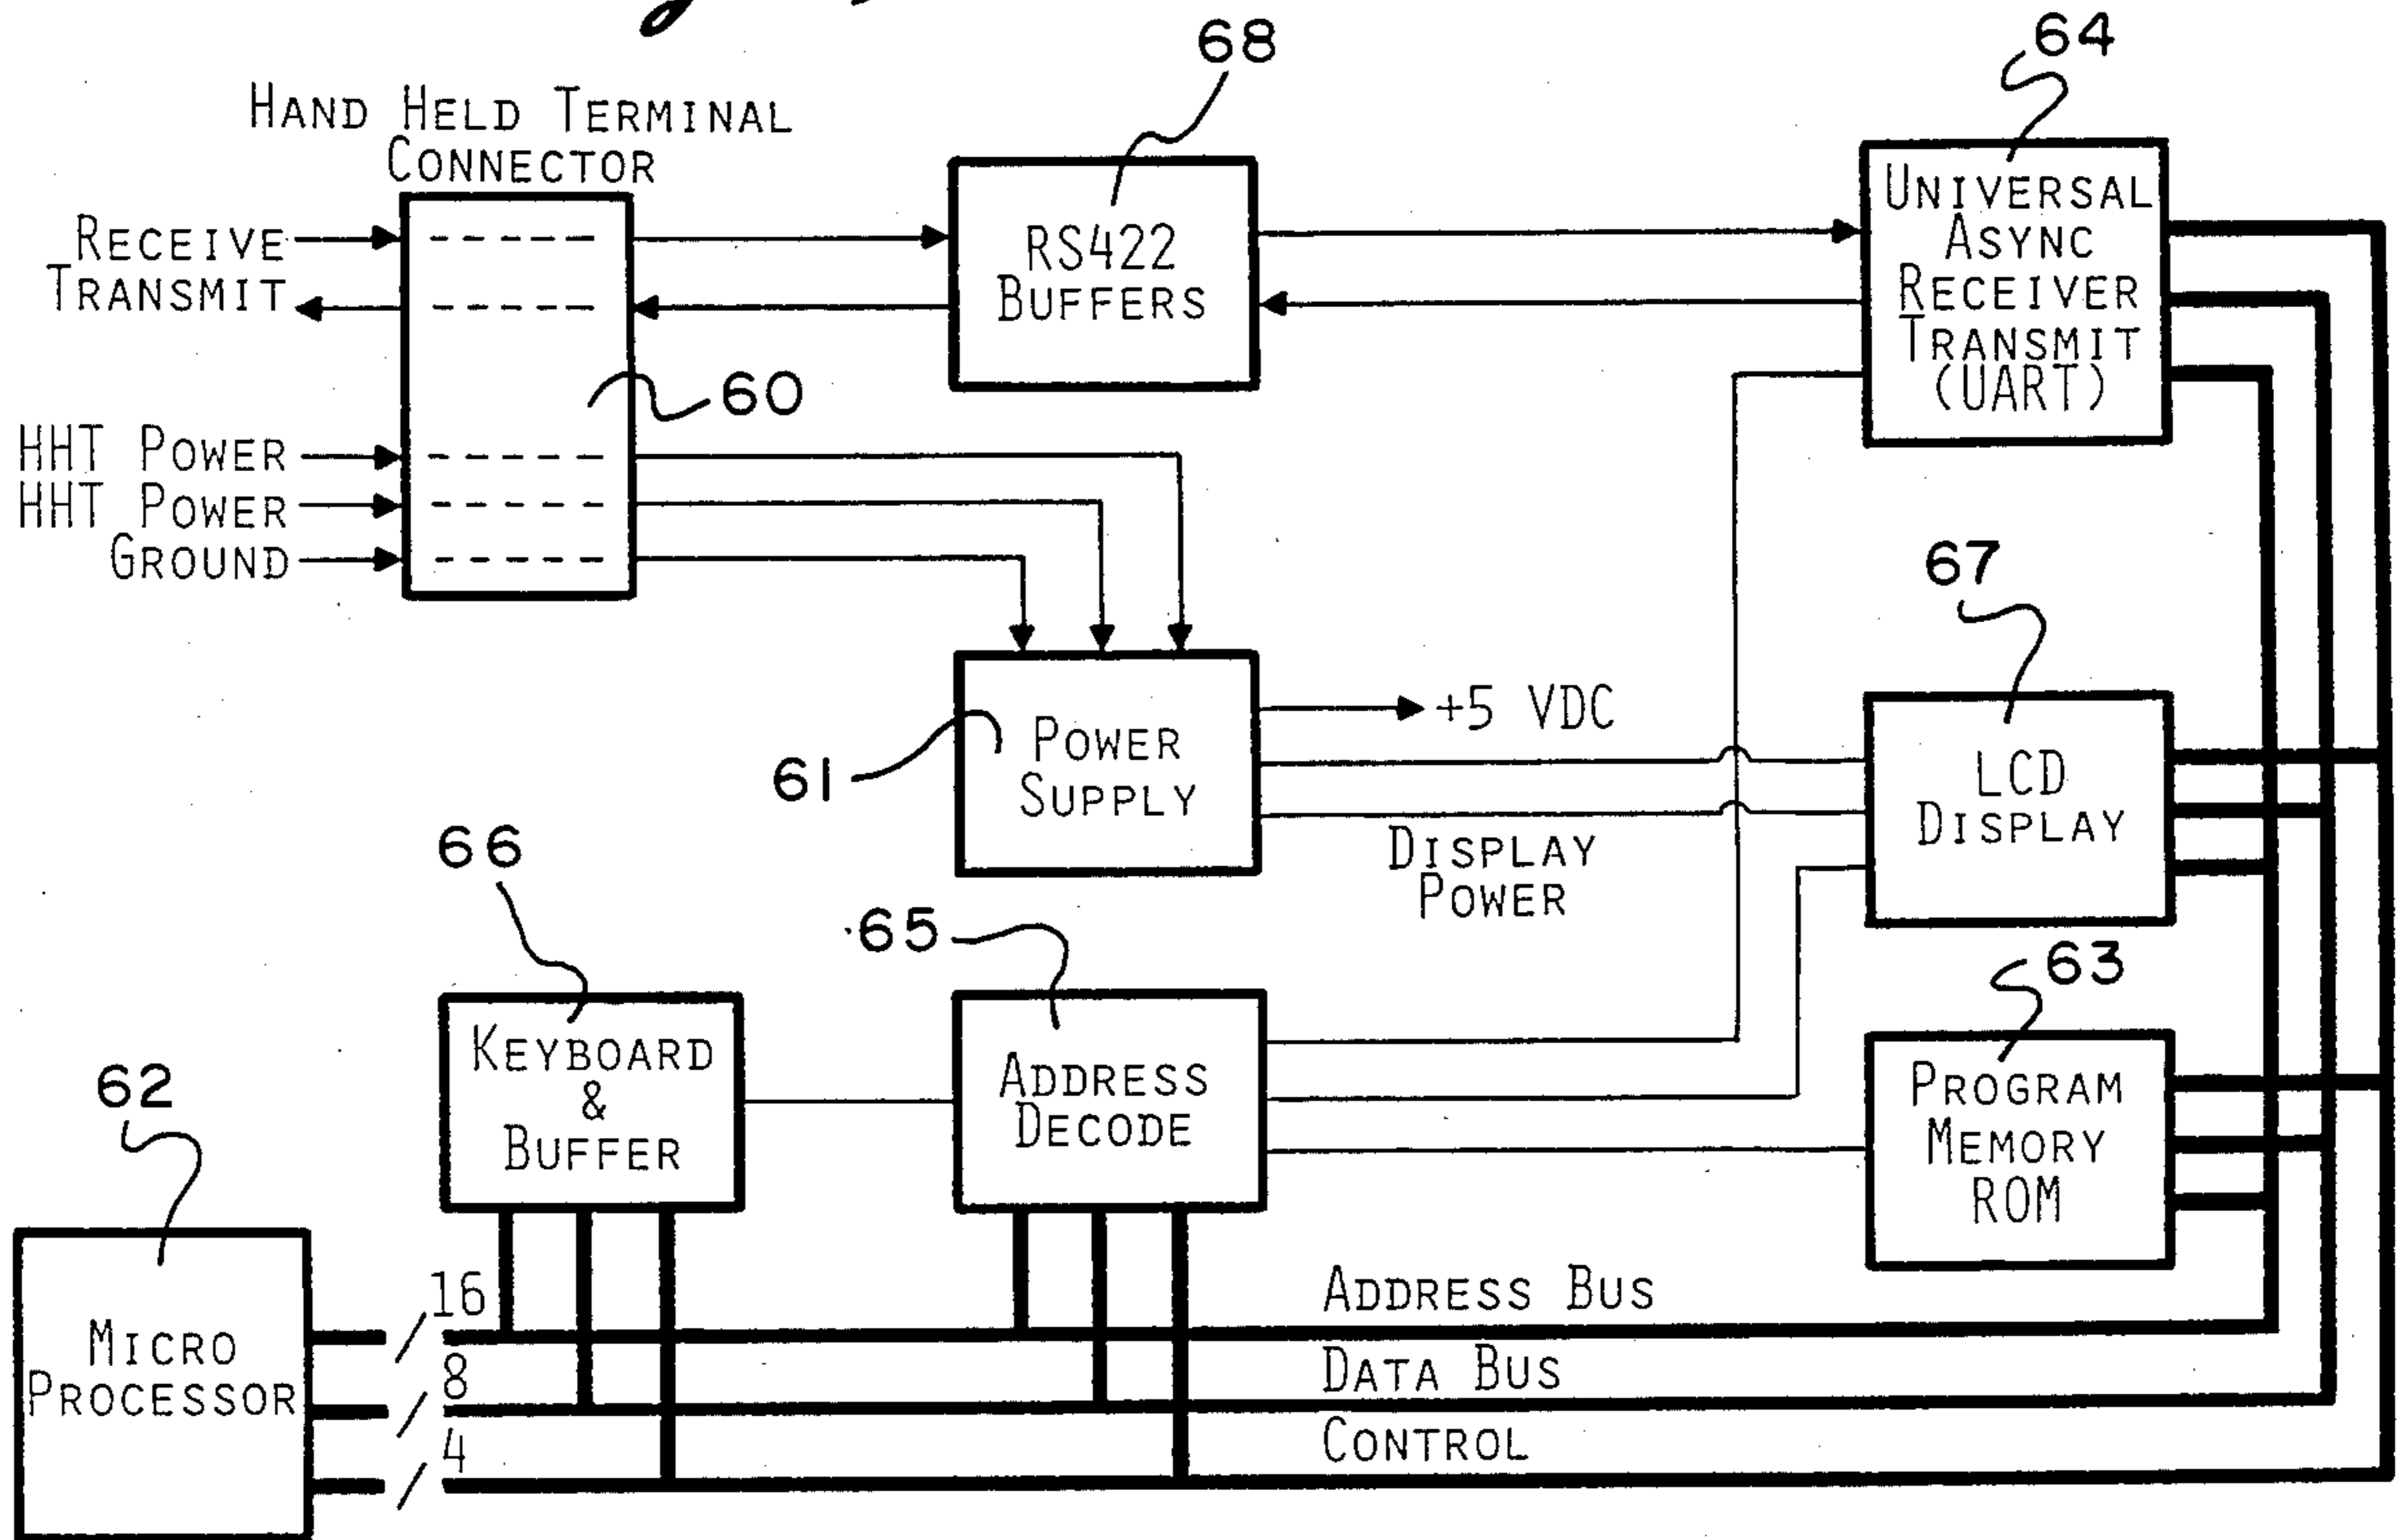 68
64
HAND HELD TERMINAL
CONNECTOR
RECEIVE
TRANSMIT
60
HHT POWER
HHT POWER
GROUND
RS422
BUFFERS
UNIVERSAL
ASYNC
RECEIVER
TRANSMIT
(UART)
67
61
POWER
SUPPLY
+5 VDC
DISPLAY
POWER
LCD
DISPLAY
66
65
63
KEYBOARD
&
BUFFER
ADDRESS
DECODE
PROGRAM
MEMORY
ROM
62
MICRO
PROCESSOR
16
8
4
ADDRESS BUS
DATA BUS
CONTROL